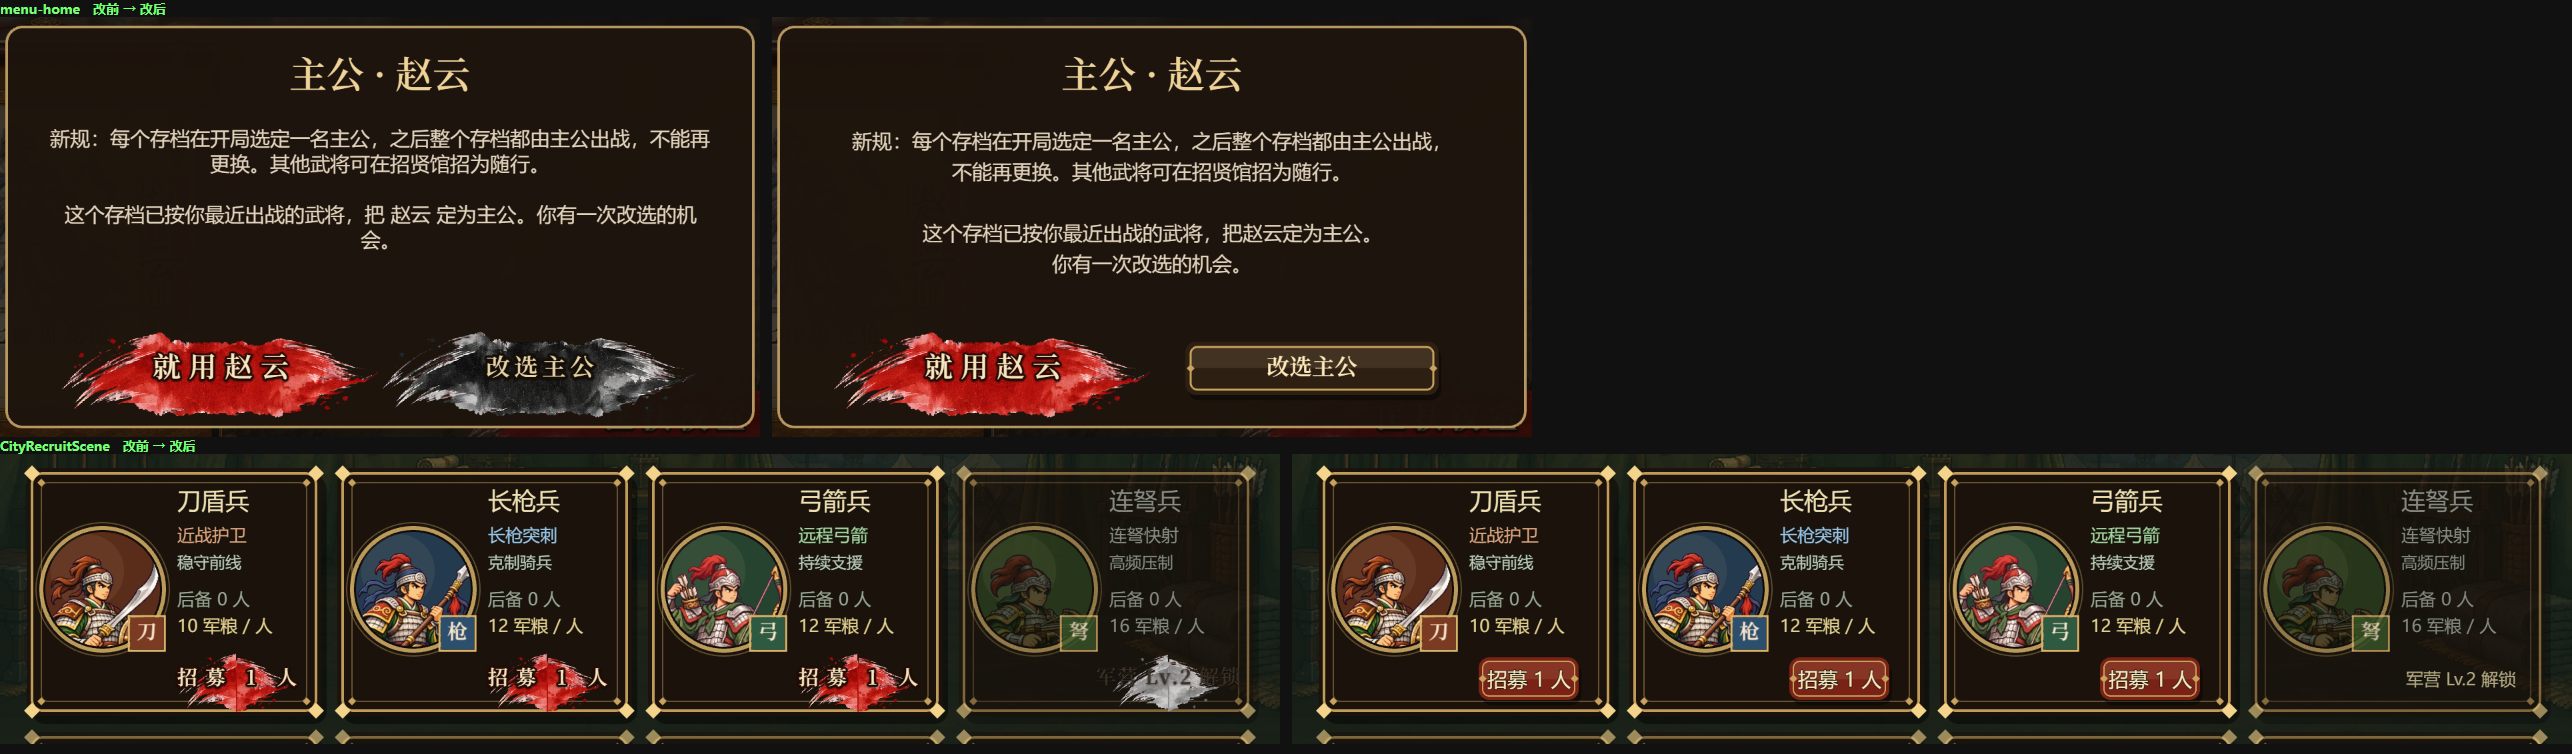 menu-home 改前 → 改后
主公 · 赵云
新规：每个存档在开局选定一名主公，之后整个存档都由主公出战，不能再
更换。其他武将可在招贤馆招为随行。
这个存档已按你最近出战的武将，把 赵云 定为主公。你有一次改选的机
会。
就用赵云
改选主公
主公 · 赵云
新规：每个存档在开局选定一名主公，之后整个存档都由主公出战，
不能再更换。其他武将可在招贤馆招为随行。
这个存档已按你最近出战的武将，把赵云定为主公。
你有一次改选的机会。
就用赵云
改选主公
CityRecruitScene 改前 → 改后
刀盾兵
近战护卫
稳守前线
后备 0 人
10 军粮 / 人
刀
招募 1 人
长枪兵
长枪突刺
克制骑兵
后备 0 人
12 军粮 / 人
枪
招募 1 人
弓箭兵
远程弓箭
持续支援
后备 0 人
12 军粮 / 人
弓
招募 1 人
连弩兵
连弩快射
高频压制
后备 0 人
16 军粮 / 人
弩
军营 Lv.2 解锁
刀盾兵
近战护卫
稳守前线
后备 0 人
10 军粮 / 人
刀
招募 1 人
长枪兵
长枪突刺
克制骑兵
后备 0 人
12 军粮 / 人
枪
招募 1 人
弓箭兵
远程弓箭
持续支援
后备 0 人
12 军粮 / 人
弓
招募 1 人
连弩兵
连弩快射
高频压制
后备 0 人
16 军粮 / 人
弩
军营 Lv.2 解锁